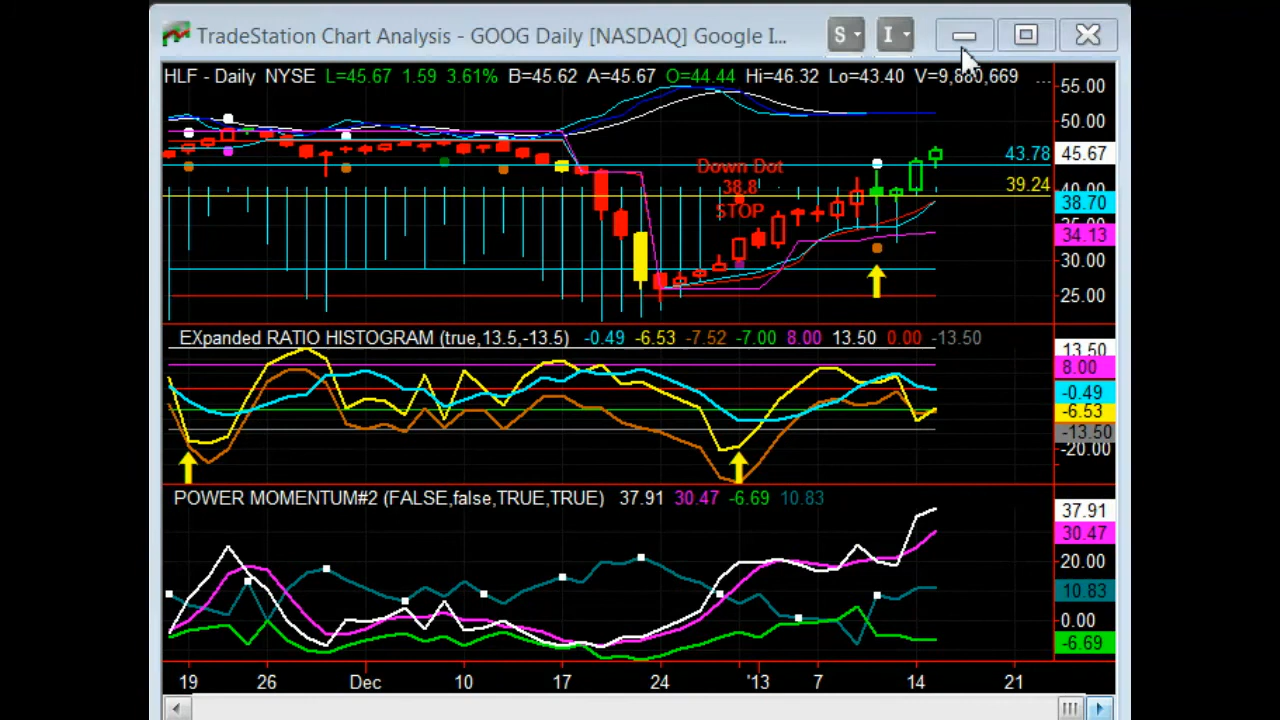 TradeStation Chart Analysis - GOOG Daily [NASDAQ] Google I...
S
I
HLF - Daily NYSE L=45.67 1.59 3.61% B=45.62 A=45.67 O=44.44 Hi=46.32 Lo=43.40 V=9,860,669 ...
55.00
50.00
43.78
45.67
Down Dot
38.8
STOP
39.24
40.00
38.70
35.00
34.13
30.00
25.00
EXpanded RATIO HISTOGRAM (true,13.5,-13.5) -0.49 -6.53 -7.52 -7.00 8.00 13.50 0.00 -13.50
13.50
8.00
-0.49
-6.53
-13.50
-20.00
POWER MOMENTUM#2 (FALSE,false,TRUE,TRUE) 37.91 30.47 -6.69 10.83
37.91
30.47
20.00
10.83
0.00
-6.69
19 26 Dec 10 17 24 '13 7 14 21